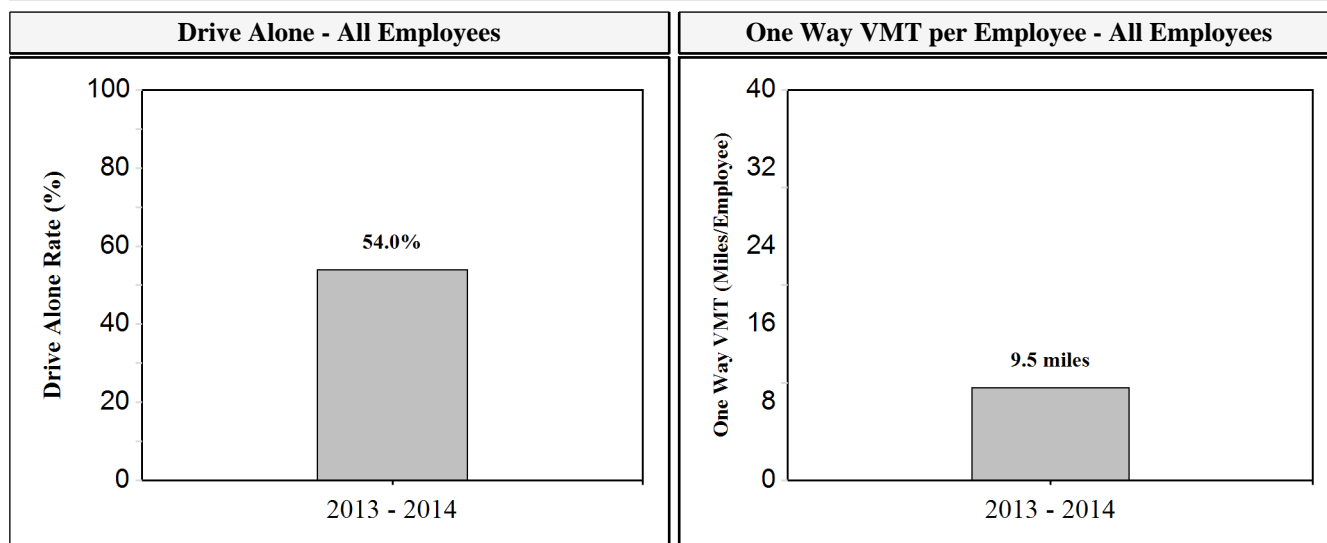 Drive Alone - All Employees
One Way VMT per Employee - All Employees
Drive Alone Rate (%)
100
80
60
40
20
0
54.0%
2013 - 2014
One Way VMT (Miles/Employee)
40
32
24
16
8
0
9.5 miles
2013 - 2014